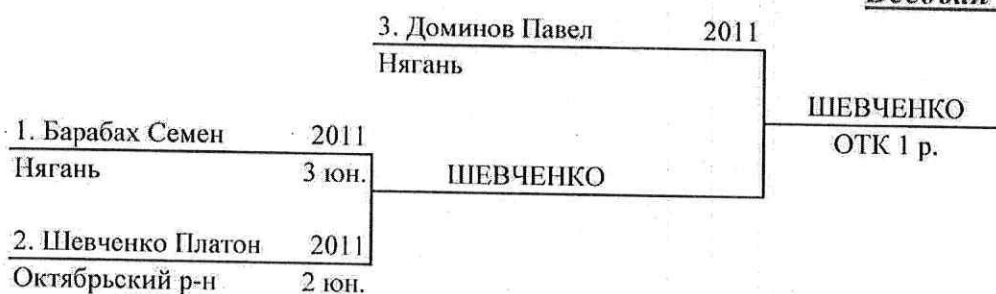 3. Доминов Павел 2011
Нягань
ШЕВЧЕНКО
ОТК 1 р.
1. Барабах Семен 2011
Нягань 3 юн.
ШЕВЧЕНКО
2. Шевченко Платон 2011
Октябрьский р-н 2 юн.